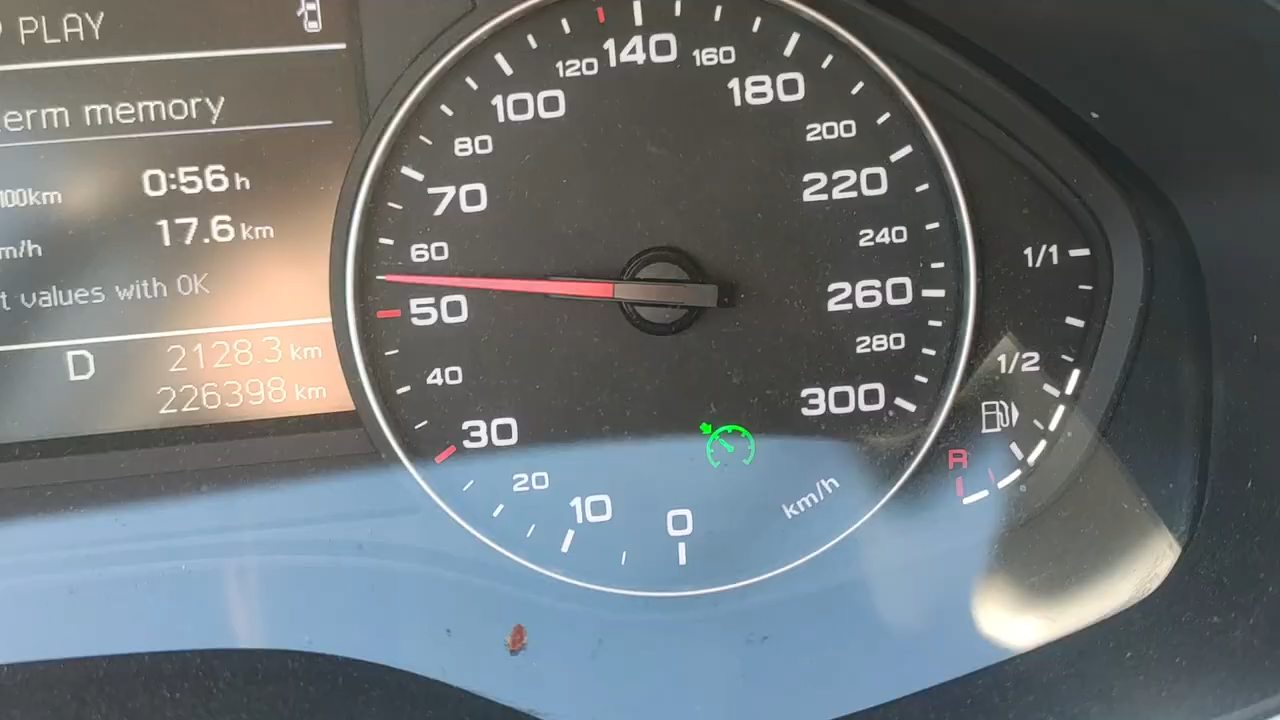 PLAY
erm memory
100km 0:56 h
m/h 17.6 km
t values with OK
D 2128.3 km
226398 km
0
10
20
30
40
50
60
70
80
100
120
140
160
180
200
220
240
260
280
300
km/h
1/1
1/2
R